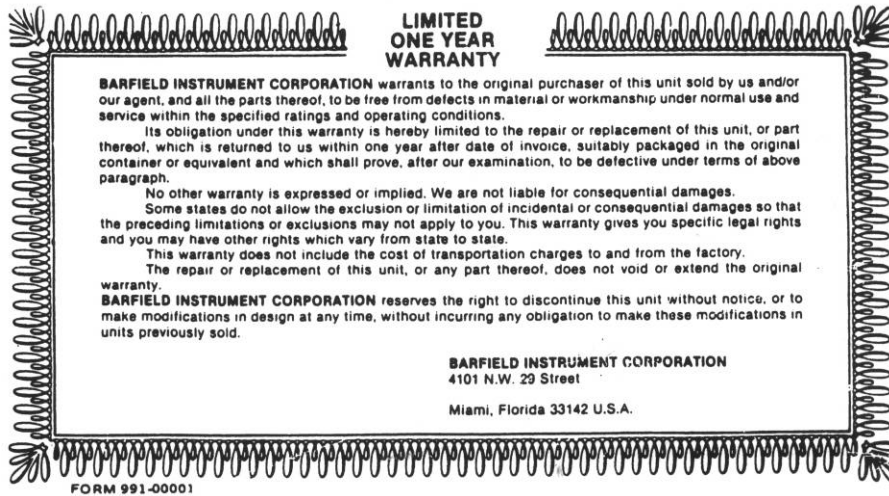 LIMITED
ONE YEAR
WARRANTY
BARFIELD INSTRUMENT CORPORATION warrants to the original purchaser of this unit sold by us and/or
our agent, and all the parts thereof, to be free from defects in material or workmanship under normal use and
service within the specified ratings and operating conditions.
Its obligation under this warranty is hereby limited to the repair or replacement of this unit, or part
thereof, which is returned to us within one year after date of invoice, suitably packaged in the original
container or equivalent and which shall prove, after our examination, to be defective under terms of above
paragraph.
No other warranty is expressed or implied. We are not liable for consequential damages.
Some states do not allow the exclusion or limitation of incidental or consequential damages so that
the preceding limitations or exclusions may not apply to you. This warranty gives you specific legal rights
and you may have other rights which vary from state to state.
This warranty does not include the cost of transportation charges to and from the factory.
The repair or replacement of this unit, or any part thereof, does not void or extend the original
warranty.
BARFIELD INSTRUMENT CORPORATION reserves the right to discontinue this unit without notice, or to
make modifications in design at any time, without incurring any obligation to make these modifications in
units previously sold.
BARFIELD INSTRUMENT CORPORATION
4101 N.W. 29 Street
Miami, Florida 33142 U.S.A.
FORM 991-00001